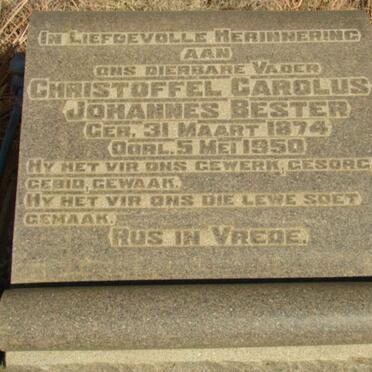 IN LIEFDEVOLLE HERINNERING
AAN
ONS DIERBARE VADER
CHRISTOFFEL CAROLUS
JOHANNES BESTER
GEB. 31 MAART 1874
OORL. 5 MEI 1950
HY HET VIR ONS GEWERK, GESORG
GEBID, GEWAAK.
HY HET VIR ONS DIE LEWE SOET
GEMAAK.
RUS IN VREDE.